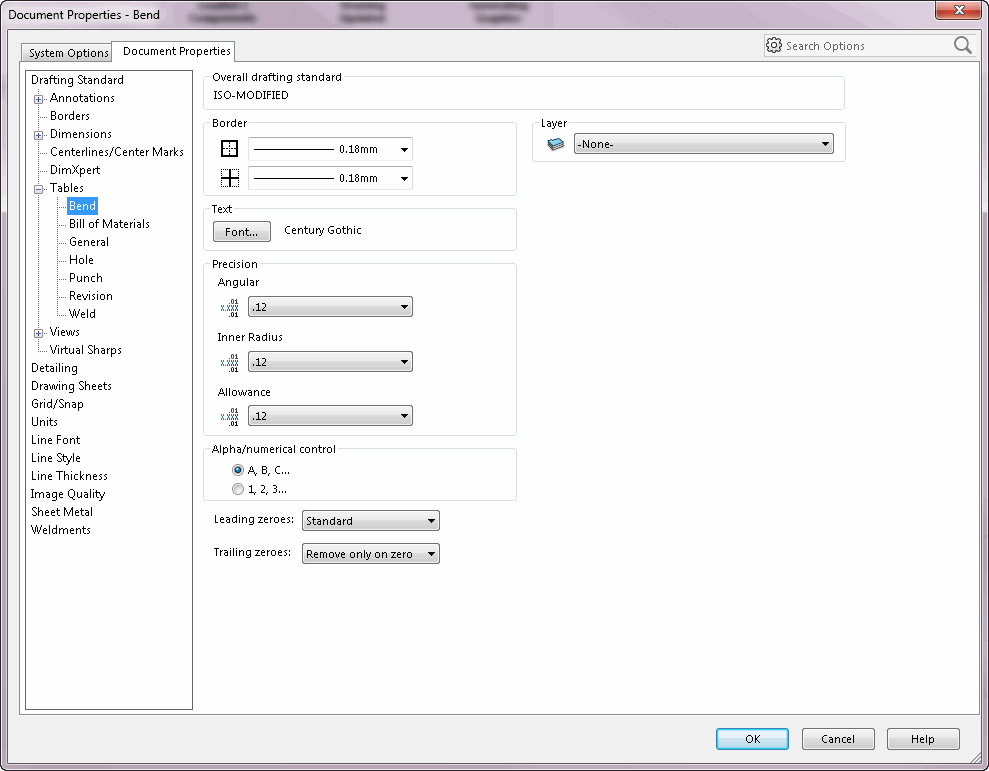 Document Properties - Bend
System Options
Document Properties
Search Options
Drafting Standard
Annotations
Borders
Dimensions
Centerlines/Center Marks
DimXpert
Tables
Bend
Bill of Materials
General
Hole
Punch
Revision
Weld
Views
Virtual Sharps
Detailing
Drawing Sheets
Grid/Snap
Units
Line Font
Line Style
Line Thickness
Image Quality
Sheet Metal
Weldments
Overall drafting standard
ISO-MODIFIED
Border
0.18mm
0.18mm
Layer
-None-
Text
Font...
Century Gothic
Precision
Angular
.12
Inner Radius
.12
Allowance
.12
Alpha/numerical control
A, B, C...
1, 2, 3...
Leading zeroes:
Standard
Trailing zeroes:
Remove only on zero
OK
Cancel
Help